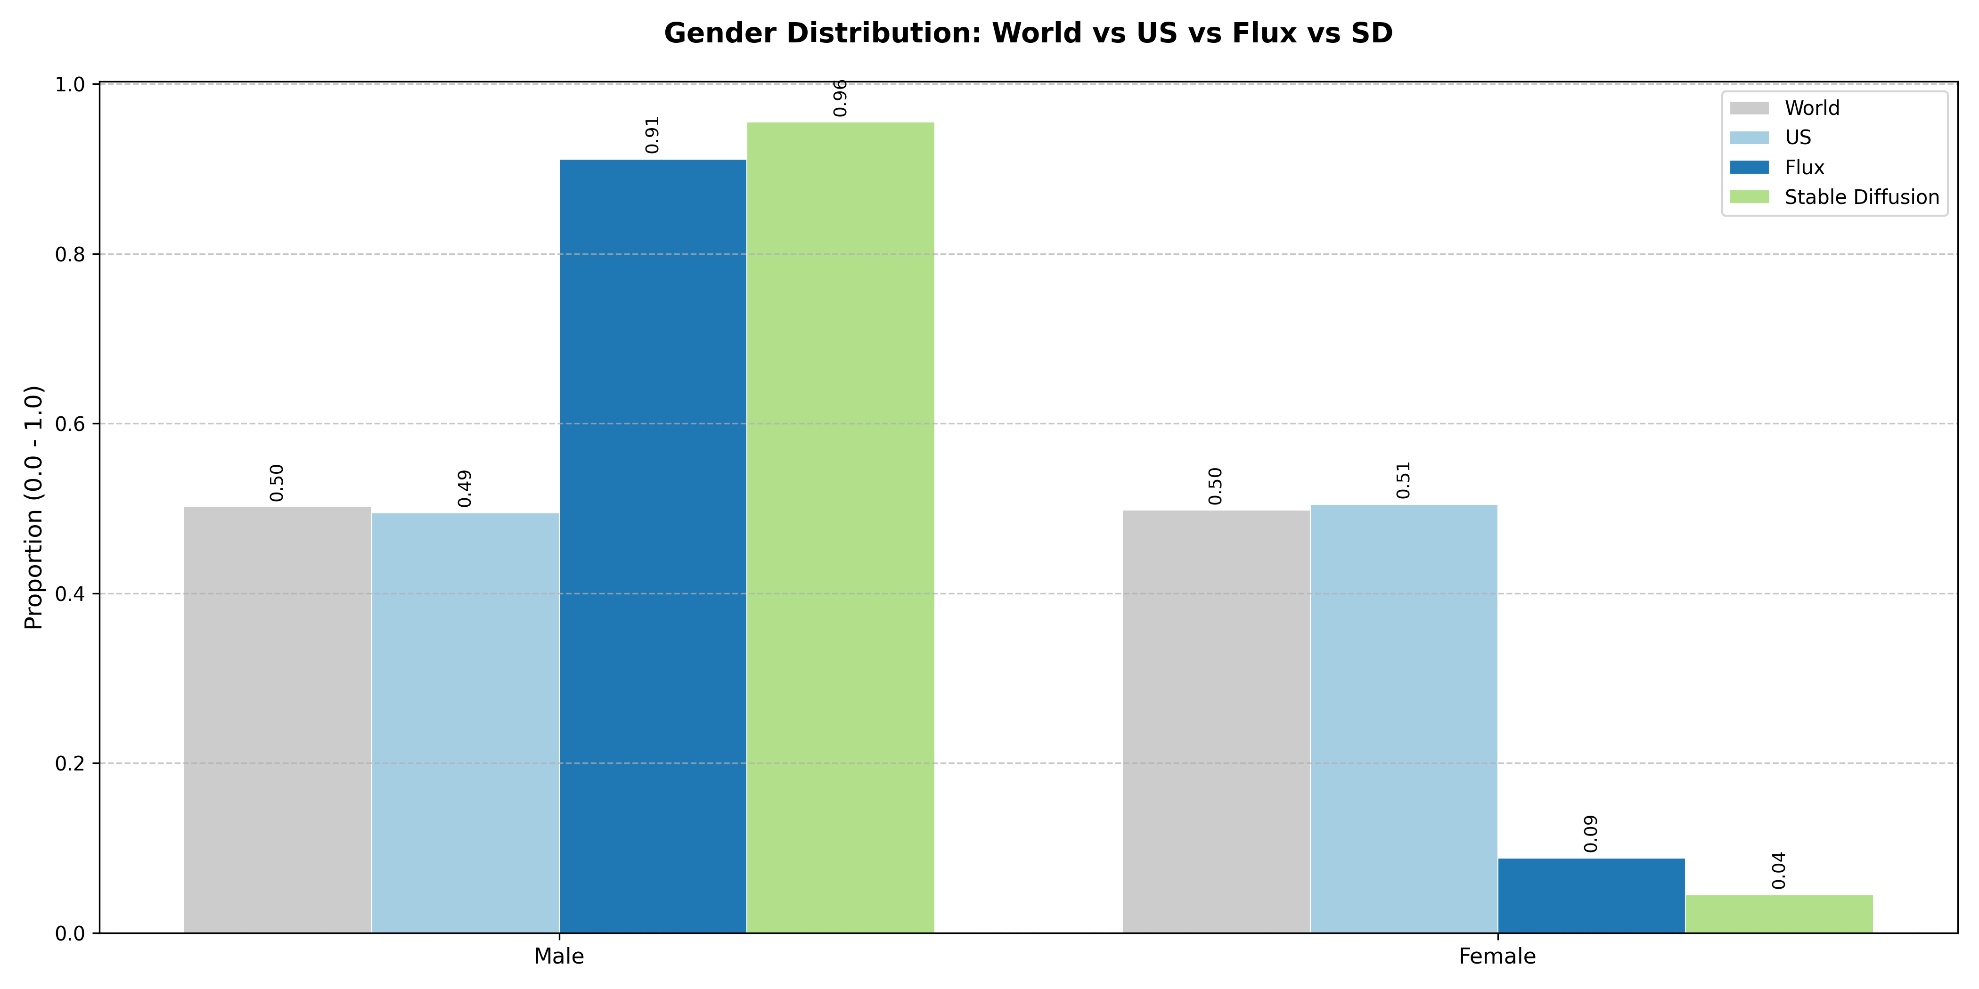 Gender Distribution: World vs US vs Flux vs SD
Proportion (0.0 - 1.0)
1.0
0.8
0.6
0.4
0.2
0.0
0.50
0.49
0.91
0.96
0.50
0.51
0.09
0.04
Male
Female
World
US
Flux
Stable Diffusion